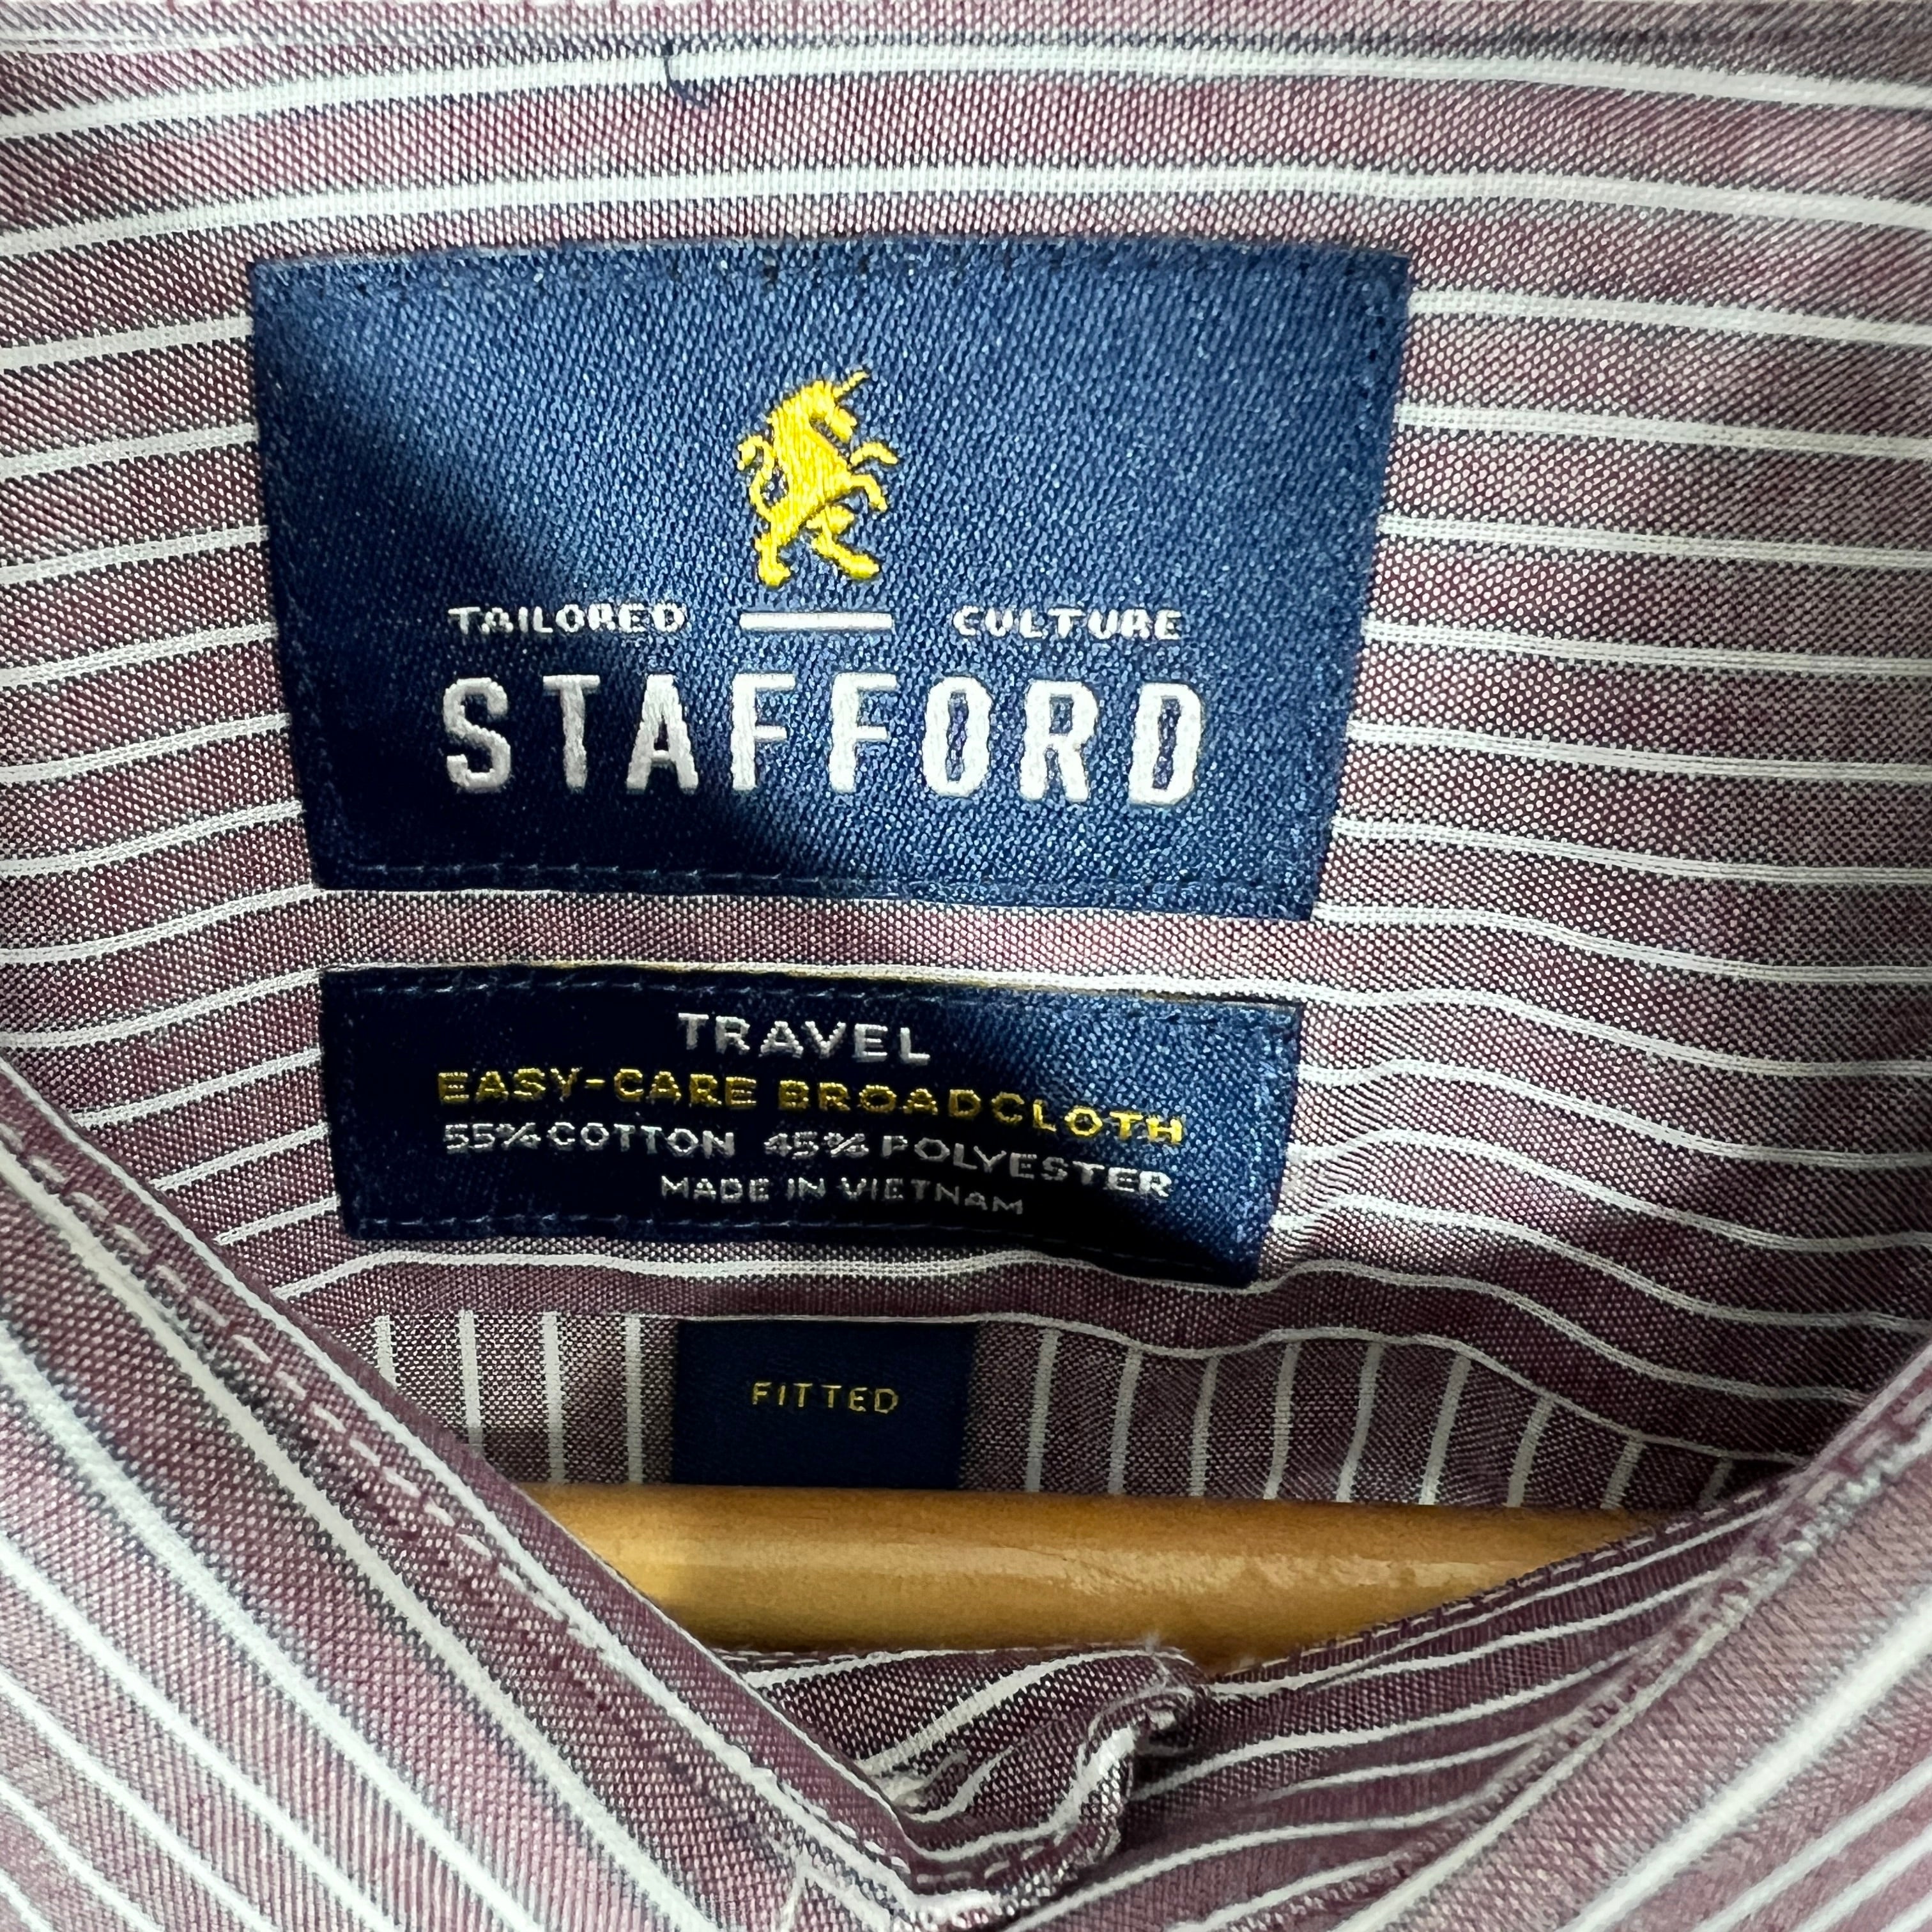 TAILORED CULTURE
STAFFORD
TRAVEL
EASY-CARE BROADCLOTH
55% COTTON 45% POLYESTER
MADE IN VIETNAM
FITTED